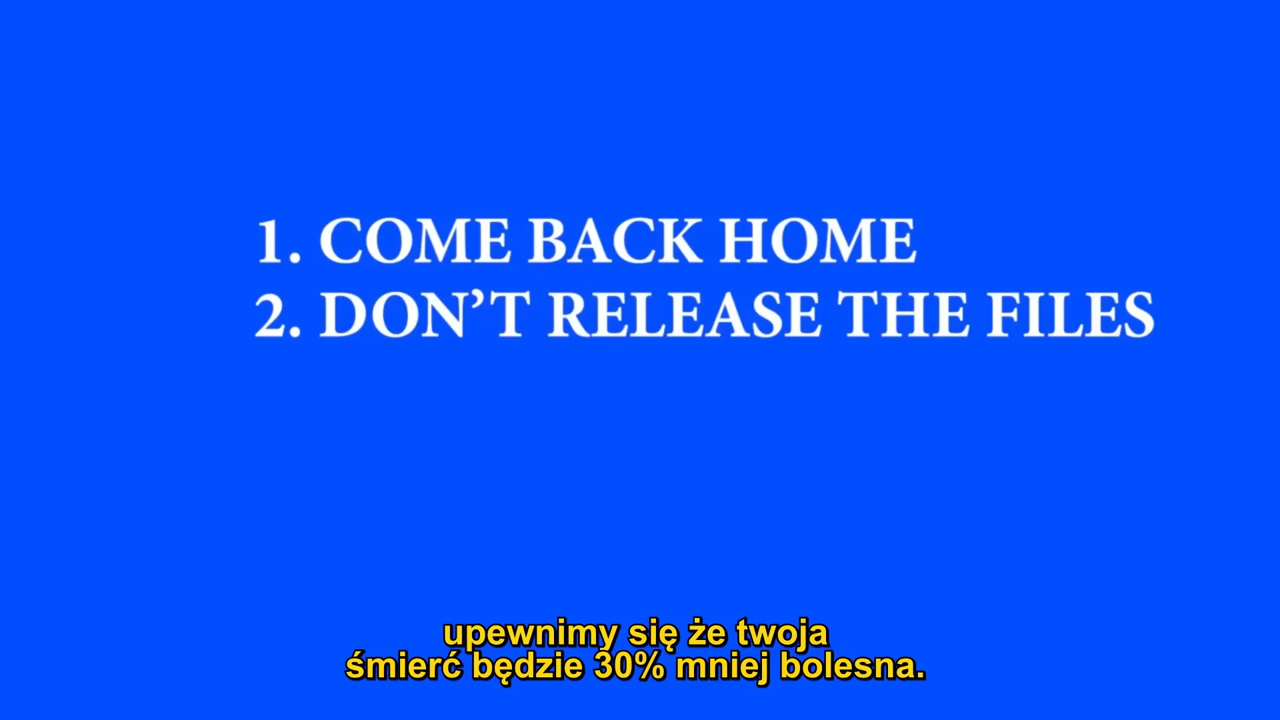 1. COME BACK HOME
2. DON’T RELEASE THE FILES
upewnimy się że twoja
śmierć będzie 30% mniej bolesna.